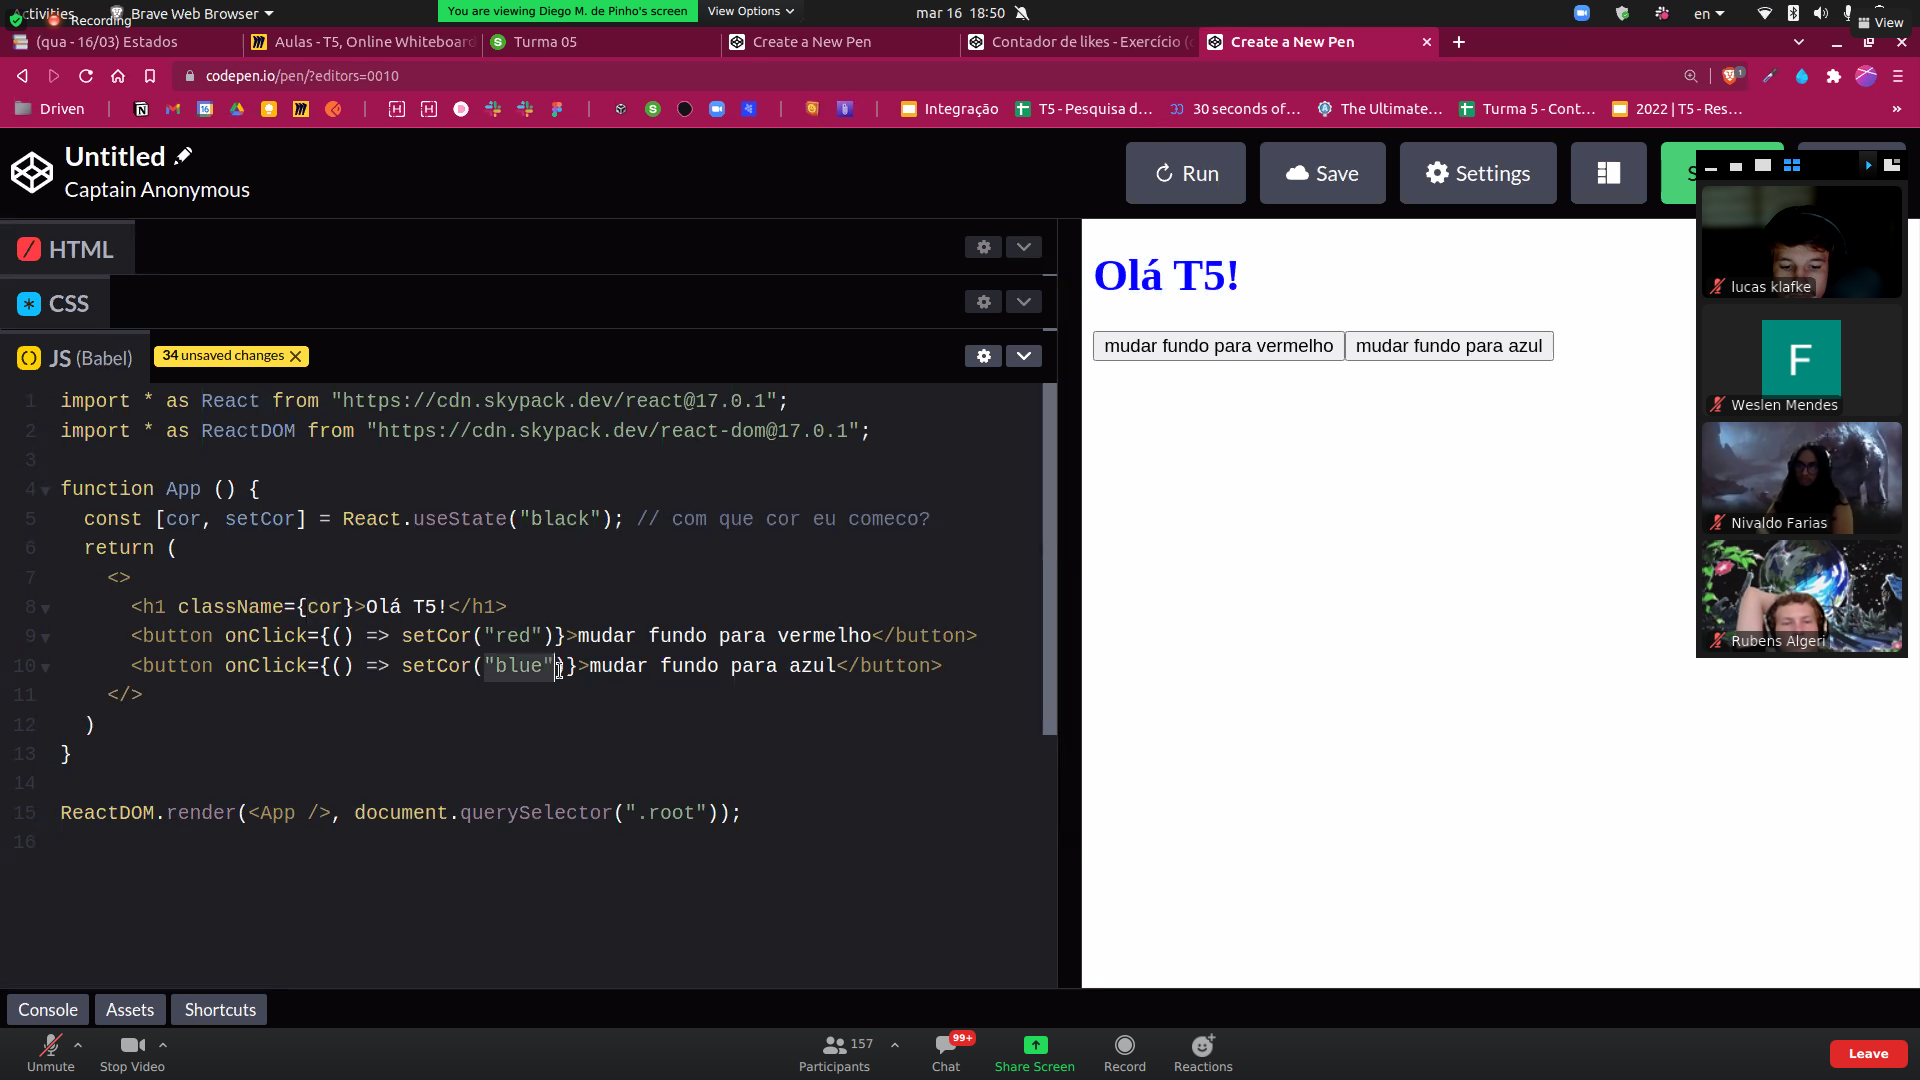 Activities
Recording
Brave Web Browser
You are viewing Diego M. de Pinho's screen
View Options
mar 16 18:50
en
View
(qua - 16/03) Estados
Aulas - T5, Online Whiteboard
Turma 05
Create a New Pen
Contador de likes - Exercício (
Create a New Pen
codepen.io/pen/?editors=0010
1
Driven
16
Integração
T5 - Pesquisa d...
30 seconds of...
The Ultimate...
Turma 5 - Cont...
2022 | T5 - Res...
»
Untitled
Captain Anonymous
Run
Save
Settings
S
HTML
CSS
JS (Babel)
34 unsaved changes
1 import * as React from "https://cdn.skypack.dev/react@17.0.1";
2 import * as ReactDOM from "https://cdn.skypack.dev/react-dom@17.0.1";
3
4 function App () {
5 const [cor, setCor] = React.useState("black"); // com que cor eu comeco?
6 return (
7 <>
8 <h1 className={cor}>Olá T5!</h1>
9 <button onClick={() => setCor("red")}>mudar fundo para vermelho</button>
10 <button onClick={() => setCor("blue")}>mudar fundo para azul</button>
11 </>
12 )
13 }
14
15 ReactDOM.render(<App />, document.querySelector(".root"));
16
Olá T5!
mudar fundo para vermelho
mudar fundo para azul
lucas klafke
F
Weslen Mendes
Nivaldo Farias
Rubens Algeri
Console
Assets
Shortcuts
Unmute
Stop Video
157
Participants
99+
Chat
Share Screen
Record
Reactions
Leave